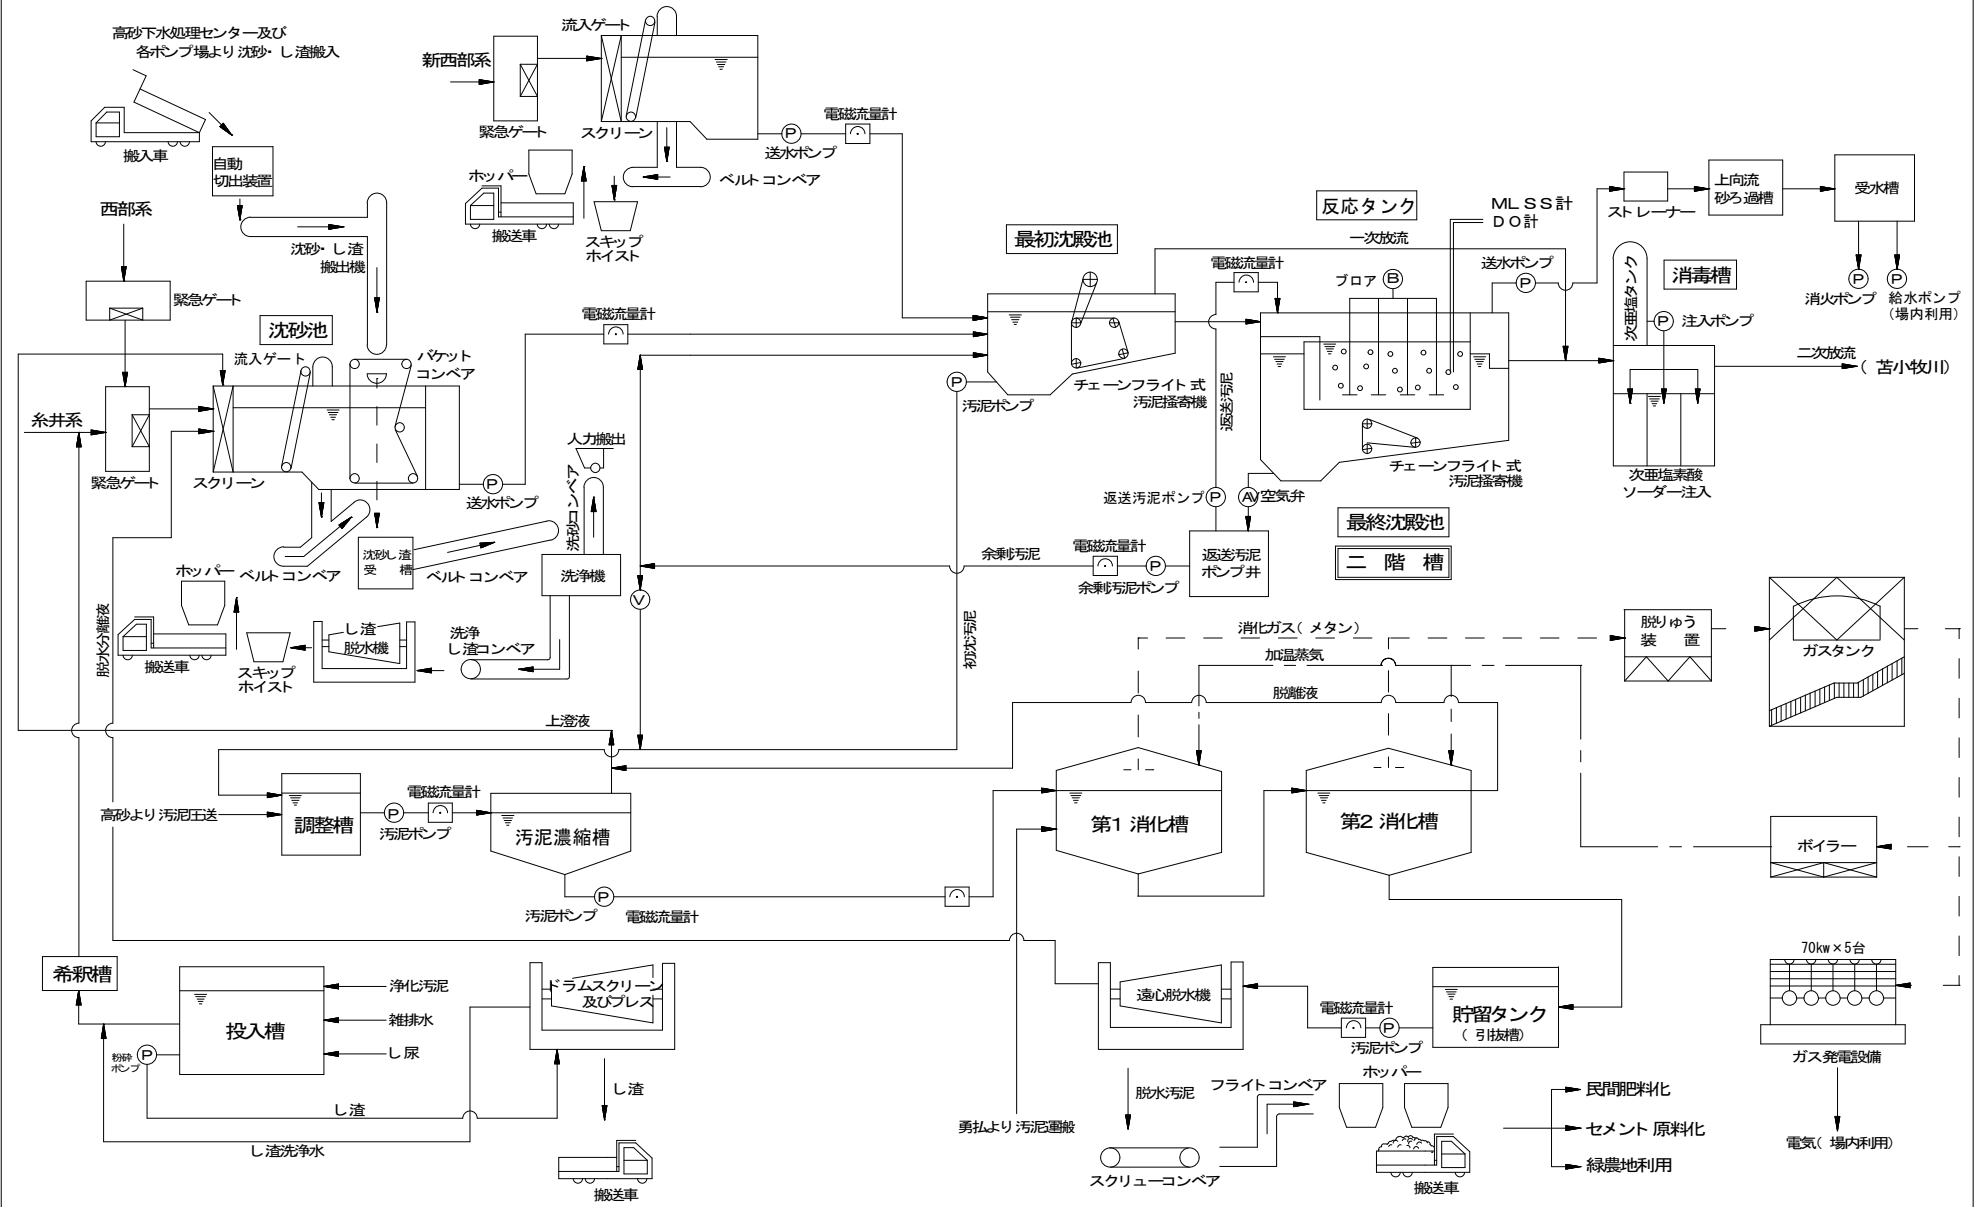 高砂下水処理センター及び
各ポンプ場より沈砂・し渣搬入
搬入車
自動
切出装置
沈砂・し渣
搬出機
西部系
緊急ゲート
糸井系
緊急ゲート
沈砂池
流入ゲート
バケット
コンベア
スクリーン
送水ポンプ
P
電磁流量計
新西部系
緊急ゲート
流入ゲート
スクリーン
送水ポンプ
P
電磁流量計
ベルトコンベア
ホッパー
搬送車
スキップ
ホイスト
ベルトコンベア
沈砂し渣
受 槽
ベルトコンベア
人力搬出
洗砂コンベア
洗浄機
洗浄
し渣コンベア
し渣
脱水機
スキップ
ホイスト
ホッパー
搬送車
脱水分離液
最初沈殿池
汚泥ポンプ
P
チェーンフライト式
汚泥掻寄機
初沈汚泥
V
反応タンク
MLSS計
DO計
一次放流
電磁流量計
ブロア
B
送水ポンプ
P
返送汚泥
返送汚泥ポンプ
P
AV
空気弁
チェーンフライト式
汚泥掻寄機
最終沈殿池
二 階 槽
返送汚泥
ポンプ井
電磁流量計
P
余剰汚泥ポンプ
余剰汚泥
ストレーナー
上向流
砂ろ過槽
受水槽
P
消火ポンプ
P
給水ポンプ
(場内利用)
消毒槽
次亜塩タンク
P
注入ポンプ
次亜塩素酸
ソーダー注入
二次放流
(苫小牧川)
消化ガス(メタン)
加温蒸気
脱離液
脱りゅう
装 置
ガスタンク
ボイラー
70kw×5台
ガス発電設備
電気(場内利用)
上澄液
高砂より汚泥圧送
調整槽
P
汚泥ポンプ
電磁流量計
汚泥濃縮槽
P
汚泥ポンプ
電磁流量計
第1消化槽
第2消化槽
希釈槽
投入槽
浄化汚泥
雑排水
し尿
粉砕
ポンプ
P
し渣
し渣洗浄水
ドラムスクリーン
及びプレス
し渣
搬送車
勇払より汚泥運搬
遠心脱水機
電磁流量計
P
汚泥ポンプ
貯留タンク
(引抜槽)
脱水汚泥
スクリューコンベア
フライトコンベア
ホッパー
搬送車
民間肥料化
セメント原料化
緑農地利用